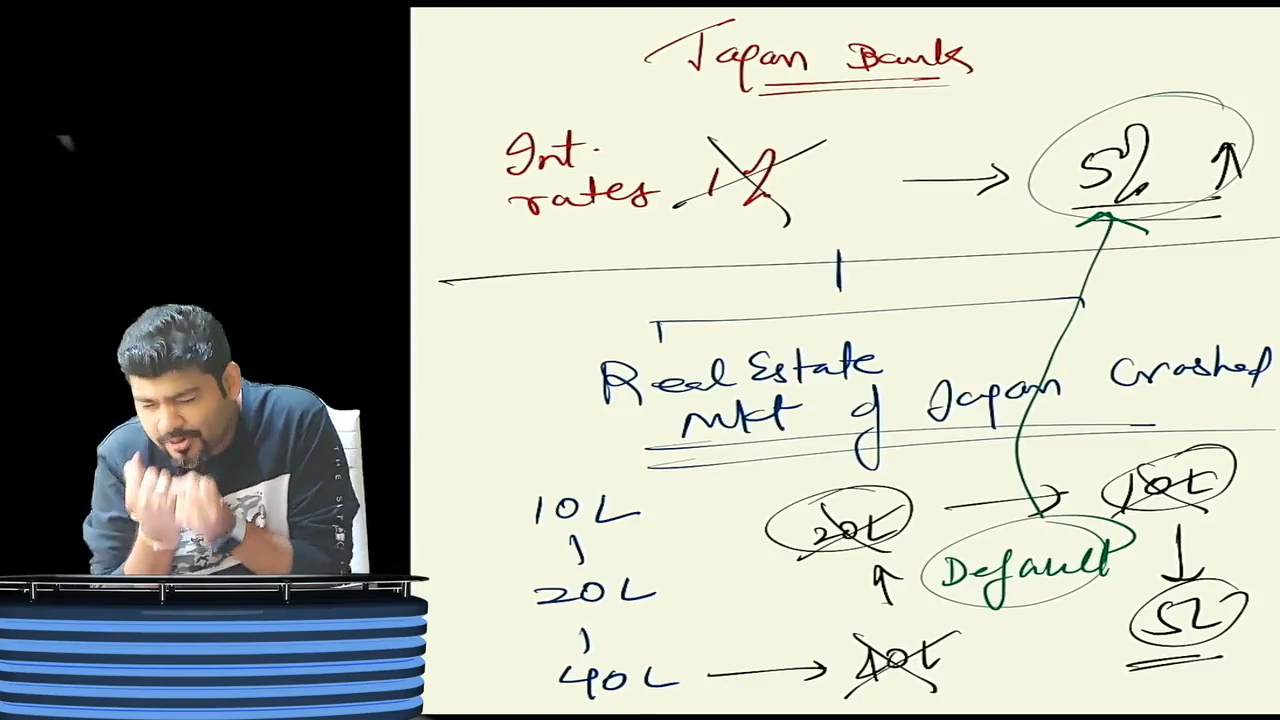 Japan Bank
Int. rates 1% → 5% ↑
Real Estate
Mkt of Japan Crashed
10L
20L
40L → 40L
20L → 10L
Default
5L